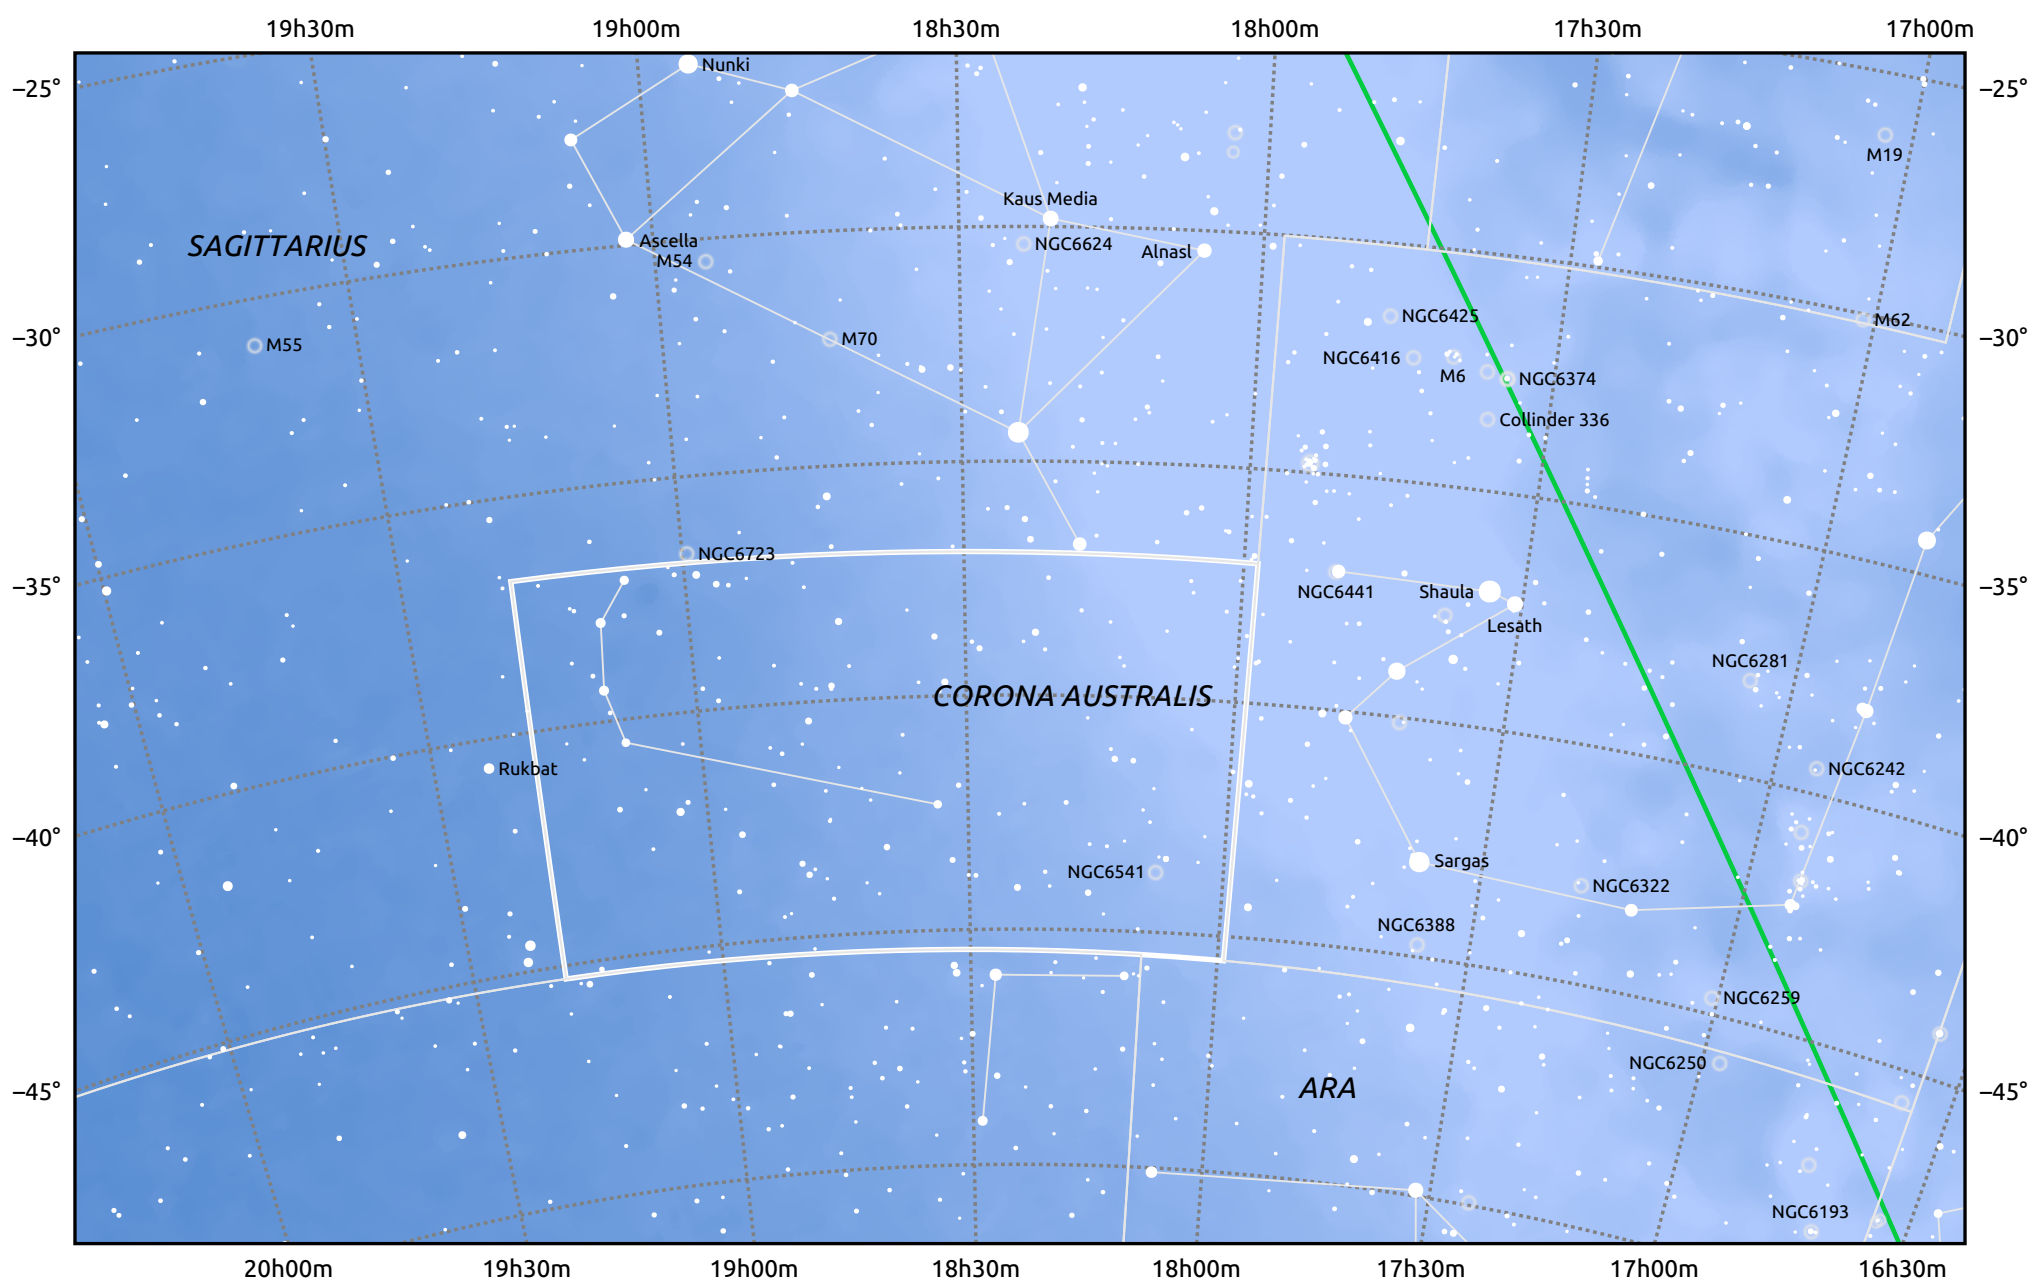 19h30m 19h00m 18h30m 18h00m 17h30m 17h00m
Nunki
−25° −25°
M19
Kaus Media
Ascella
NGC6624
SAGITTARIUS
Alnasl
M54
NGC6425
M62
−30° −30°
M55
M70
NGC6416
M6
NGC6374
Collinder 336
NGC6723
−35° −35°
NGC6441
Shaula
Lesath
NGC6281
CORONA AUSTRALIS
Rukbat
NGC6242
−40° −40°
Sargas
NGC6541
NGC6322
NGC6388
NGC6259
NGC6250
ARA
−45° −45°
NGC6193
20h00m 19h30m 19h00m 18h30m 18h00m 17h30m 17h00m 16h30m